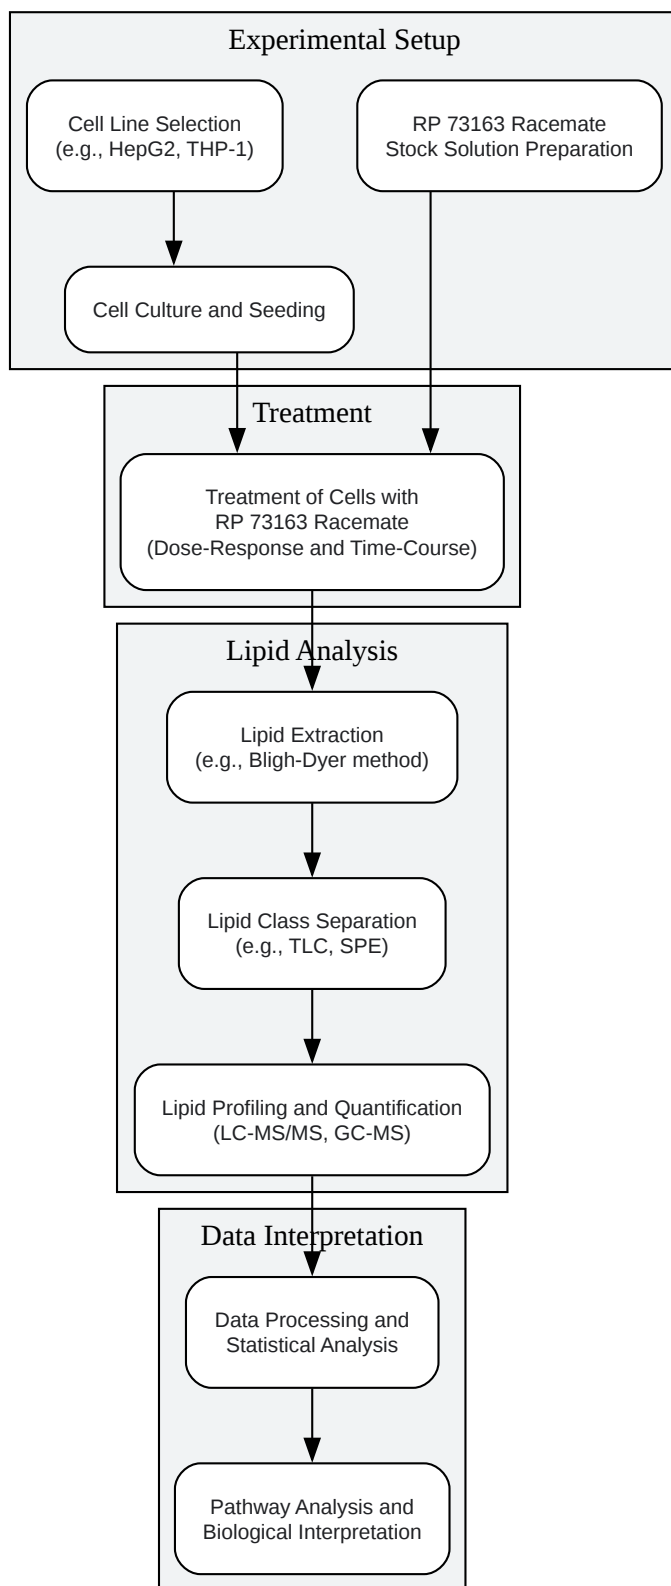 Experimental Setup
Cell Line Selection
(e.g., HepG2, THP-1)
RP 73163 Racemate
Stock Solution Preparation
Cell Culture and Seeding
Treatment
Treatment of Cells with
RP 73163 Racemate
(Dose-Response and Time-Course)
Lipid Analysis
Lipid Extraction
(e.g., Bligh-Dyer method)
Lipid Class Separation
(e.g., TLC, SPE)
Lipid Profiling and Quantification
(LC-MS/MS, GC-MS)
Data Interpretation
Data Processing and
Statistical Analysis
Pathway Analysis and
Biological Interpretation